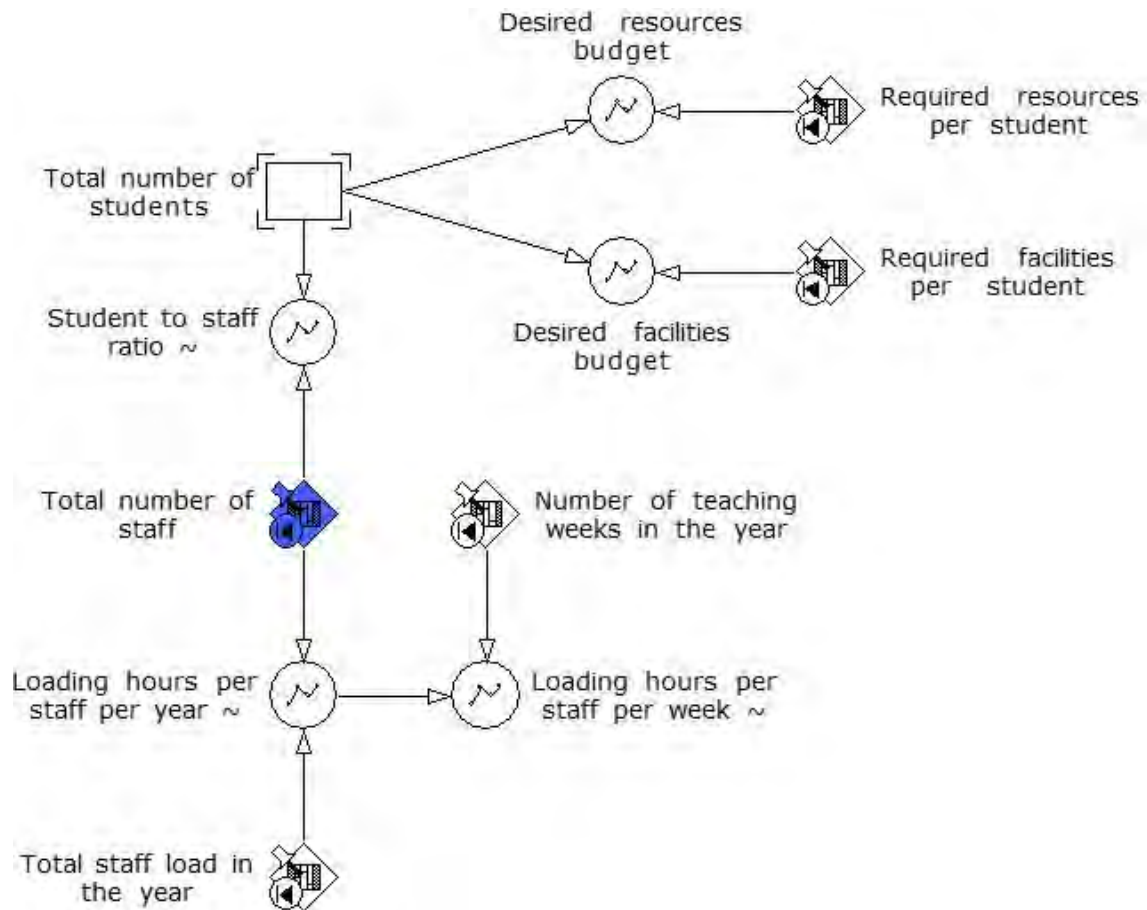 Desired resources
budget
Required resources
per student
Total number of
students
Required facilities
per student
Student to staff
ratio ~
Desired facilities
budget
Total number of
staff
Number of teaching
weeks in the year
Loading hours per
staff per year ~
Loading hours per
staff per week ~
Total staff load in
the year